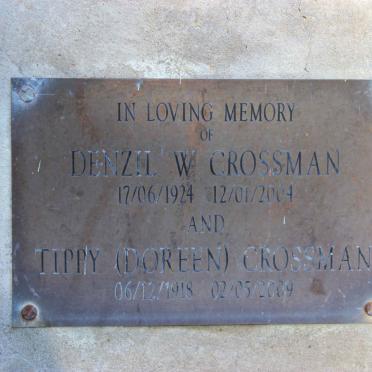 IN LOVING MEMORY
OF
DENZIL W CROSSMAN
17/06/1924 12/01/2004
AND
TIPPY (DOREEN) CROSSMAN
06/12/1918 02/05/2009